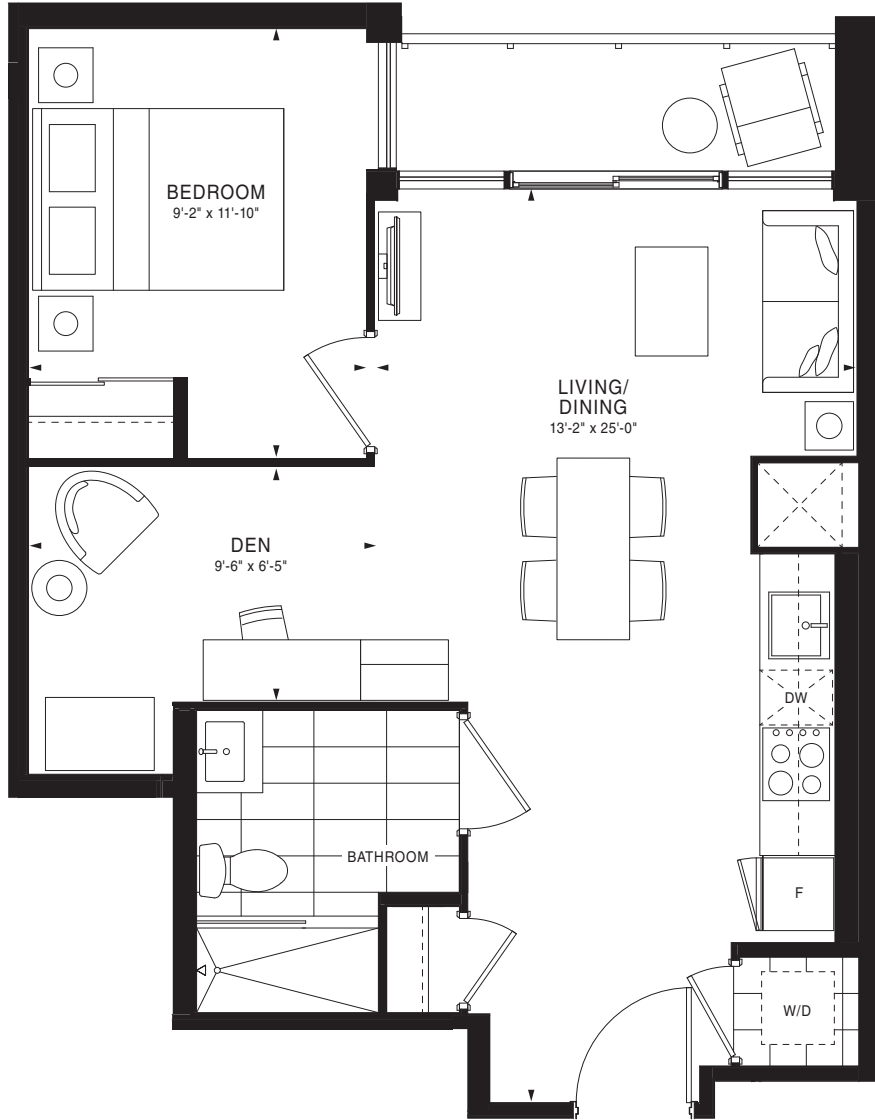 BEDROOM
9'-2" x 11'-10"
LIVING/
DINING
13'-2" x 25'-0"
DEN
9'-6" x 6'-5"
DW
BATHROOM
F
W/D